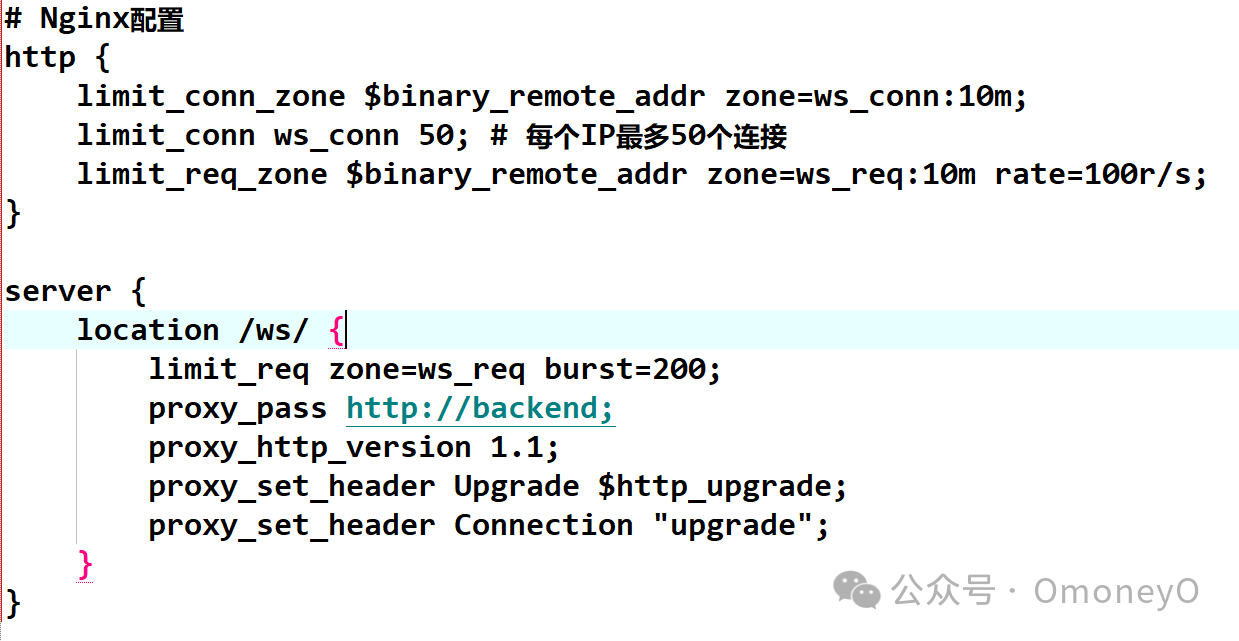 # Nginx配置
http {
    limit_conn_zone $binary_remote_addr zone=ws_conn:10m;
    limit_conn ws_conn 50; # 每个IP最多50个连接
    limit_req_zone $binary_remote_addr zone=ws_req:10m rate=100r/s;
}

server {
    location /ws/ {
        limit_req zone=ws_req burst=200;
        proxy_pass http://backend;
        proxy_http_version 1.1;
        proxy_set_header Upgrade $http_upgrade;
        proxy_set_header Connection "upgrade";
    }
}
公众号 · OmoneyO